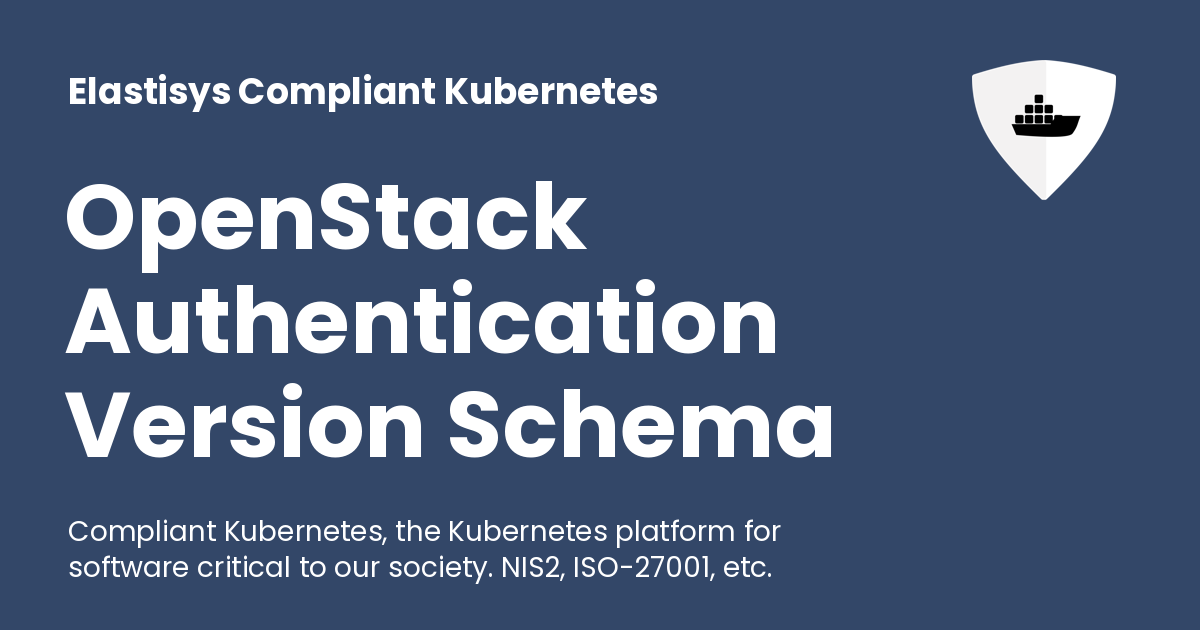 Elastisys Compliant Kubernetes
OpenStack
Authentication
Version Schema
Compliant Kubernetes, the Kubernetes platform for
software critical to our society. NIS2, ISO-27001, etc.